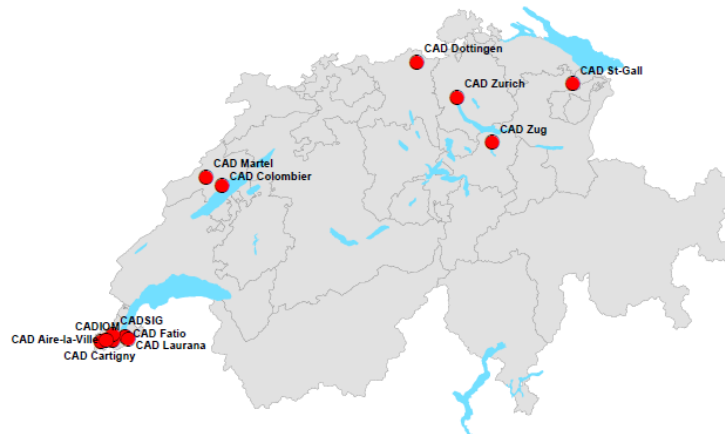 CAD Dottingen
CAD St-Gall
CAD Zurich
CAD Zug
CAD Martel
CAD Colombier
CADIOM
CADSIG
CAD Aire-la-Ville
CAD Fatio
CAD Laurana
CAD Cartigny